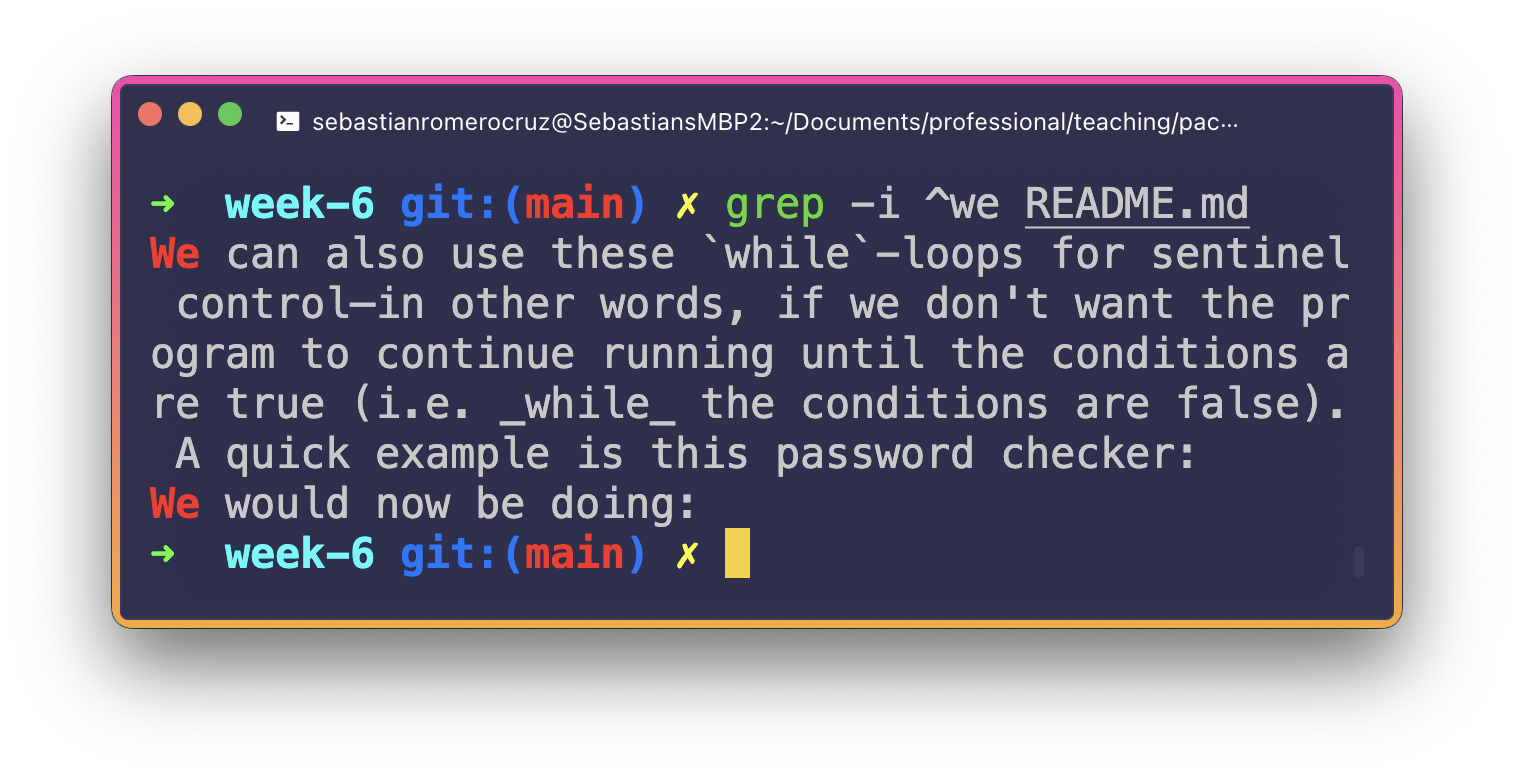 sebastianromerocruz@SebastiansMBP2:~/Documents/professional/teaching/pac···
➜  week-6 git:(main) ✗ grep -i ^we README.md
We can also use these `while`-loops for sentinel
 control—in other words, if we don't want the pr
ogram to continue running until the conditions a
re true (i.e. _while_ the conditions are false).
 A quick example is this password checker:
We would now be doing:
➜  week-6 git:(main) ✗